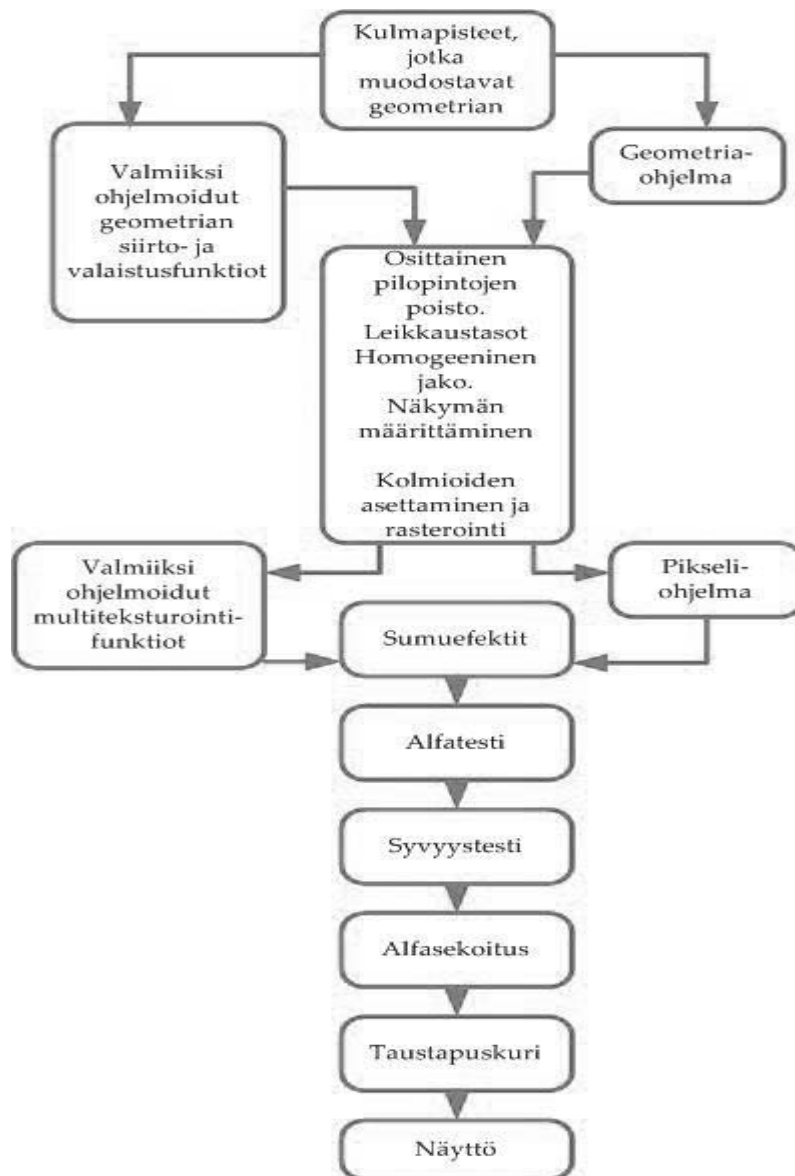 Kulmapisteet,
jotka
muodostavat
geometrian
Valmiiksi
ohjelmoidut
geometrian
siirto- ja
valaistusfunktiot
Geometria-
ohjelma
Osittainen
pilopintojen
poisto.
Leikkaustasot
Homogeeninen
jako.
Näkymän
määrittäminen
Kolmioiden
asettaminen ja
rasterointi
Valmiiksi
ohjelmoidut
multiteksturointi-
funktiot
Pikseli-
ohjelma
Sumuefektit
Alfatesti
Syvyystesti
Alfasekoitus
Taustapuskuri
Näyttö